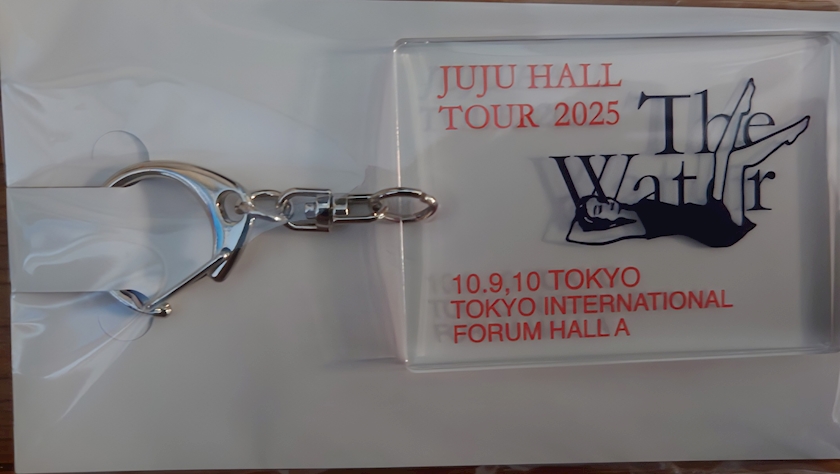 JUJU HALL
TOUR 2025
The
Water
10.9,10 TOKYO
TOKYO INTERNATIONAL
FORUM HALL A